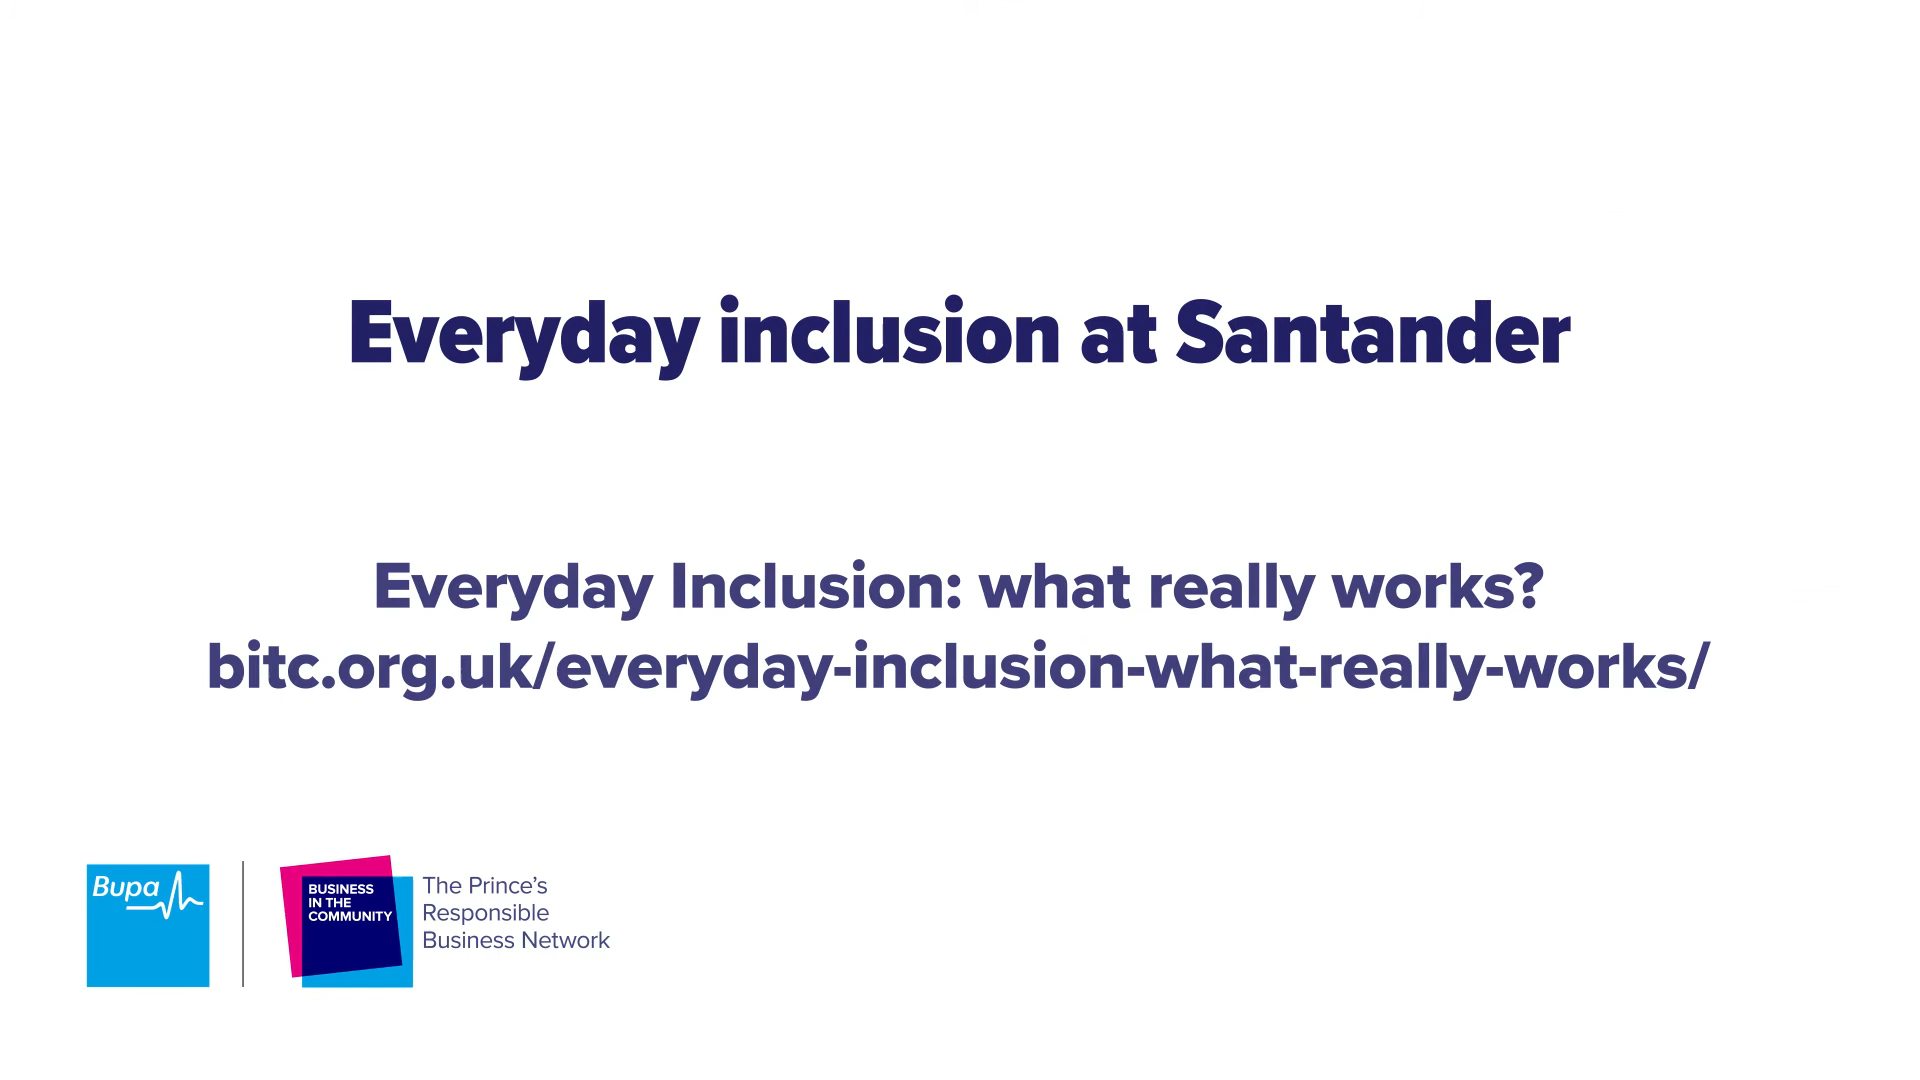 Everyday inclusion at Santander
Everyday Inclusion: what really works?
bitc.org.uk/everyday-inclusion-what-really-works/
Bupa
BUSINESS
IN THE
COMMUNITY
The Prince’s
Responsible
Business Network